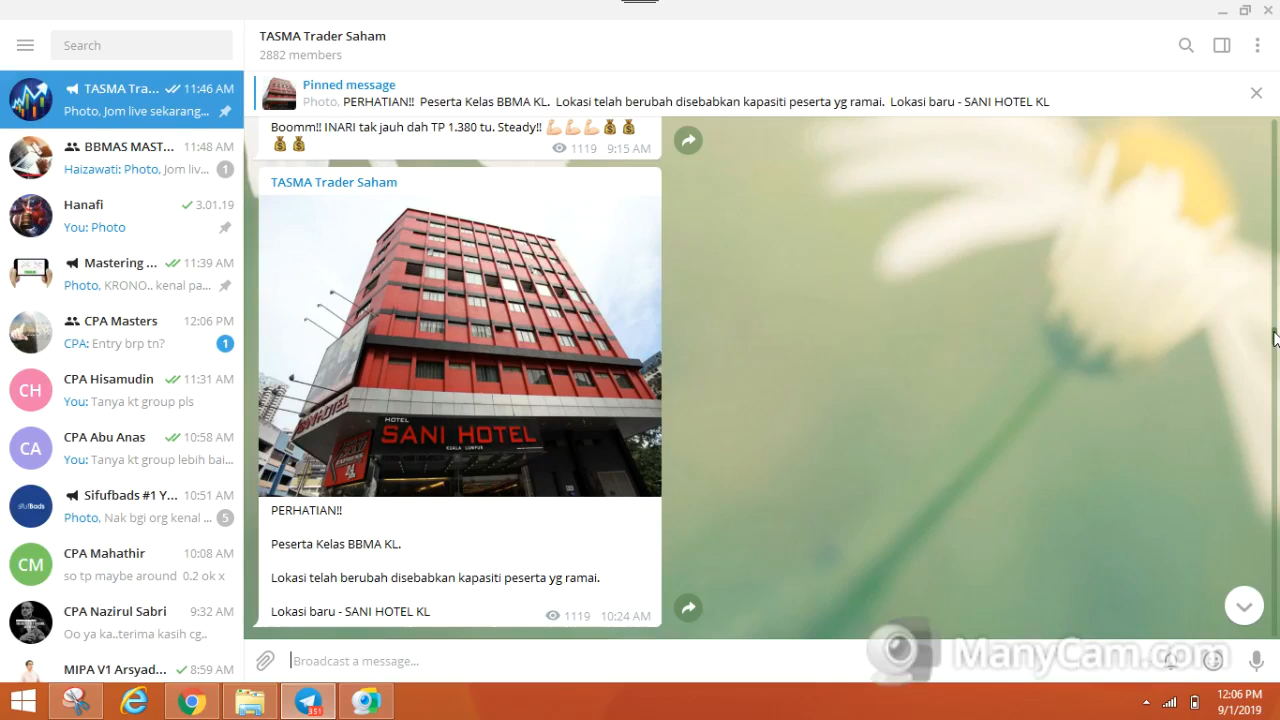 Search
TASMA Tra... 11:46 AM
Photo, Jom live sekarang...
BBMAS MAST... 11:48 AM
Haizawati: Photo, Jom liv... 1
Hanafi 3.01.19
You: Photo
Mastering ... 11:39 AM
Photo, KRONO.. kenal pa...
CPA Masters 12:06 PM
CPA: Entry brp tn? 1
CH
CPA Hisamudin 11:31 AM
You: Tanya kt group pls
CA
CPA Abu Anas 10:58 AM
You: Tanya kt group lebih bai...
Sifufbads #1 Y... 10:51 AM
Photo, Nak bgi org kenal ... 5
CM
CPA Mahathir 10:08 AM
so tp maybe around 0.2 ok x
CPA Nazirul Sabri 9:32 AM
Oo ya ka..terima kasih cg..
MIPA V1 Arsyad... 8:59 AM
TASMA Trader Saham
2882 members
Pinned message
Photo, PERHATIAN!! Peserta Kelas BBMA KL. Lokasi telah berubah disebabkan kapasiti peserta yg ramai. Lokasi baru - SANI HOTEL KL
Boomm!! INARI tak jauh dah TP 1.380 tu. Steady!! 💪🏻💪🏻💪🏻💰💰
💰💰
1119 9:15 AM
TASMA Trader Saham
SANI HOTEL
HOTEL
SANI HOTEL
KUALA LUMPUR
PERHATIAN!!
Peserta Kelas BBMA KL.
Lokasi telah berubah disebabkan kapasiti peserta yg ramai.
Lokasi baru - SANI HOTEL KL
1119 10:24 AM
Broadcast a message...
ManyCam.com
351
12:06 PM
9/1/2019